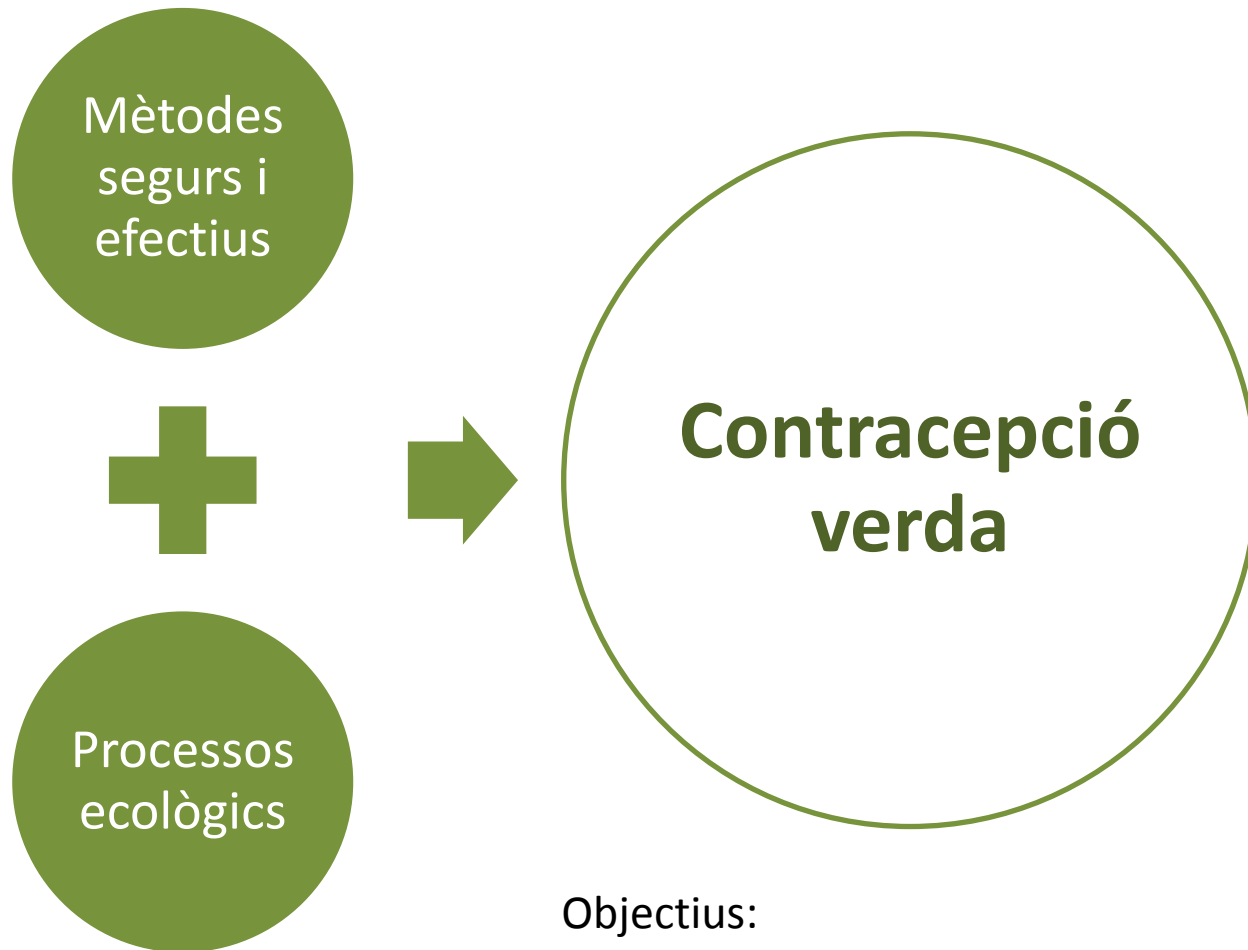 Mètodes
segurs i
efectius
Contracepció
verda
Processos
ecològics
Objectius: